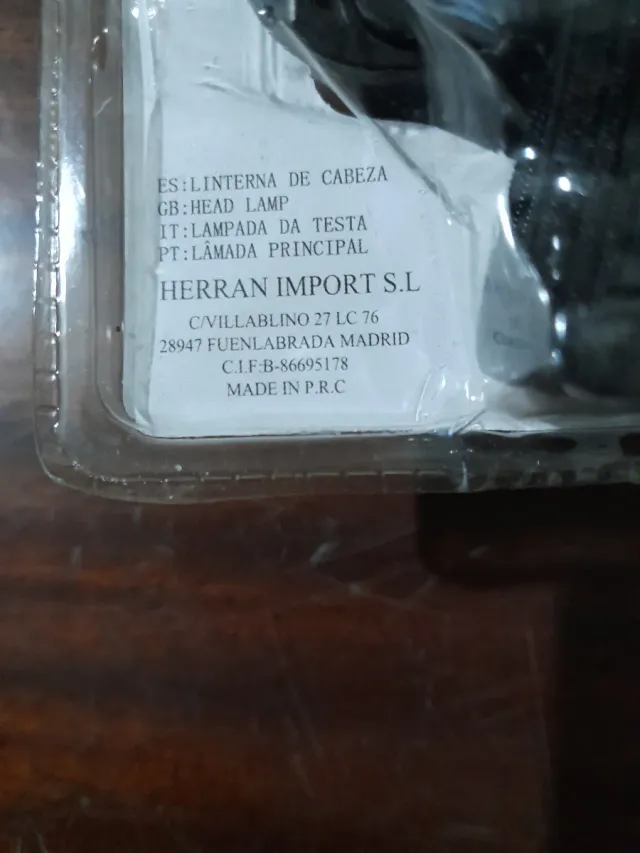 ES:LINTERNA DE CABEZA
GB:HEAD LAMP
IT:LAMPADA DA TESTA
PT:LÂMADA PRINCIPAL
HERRAN IMPORT S.L
C/VILLABLINO 27 LC 76
28947 FUENLABRADA MADRID
C.I.F:B-86695178
MADE IN P.R.C